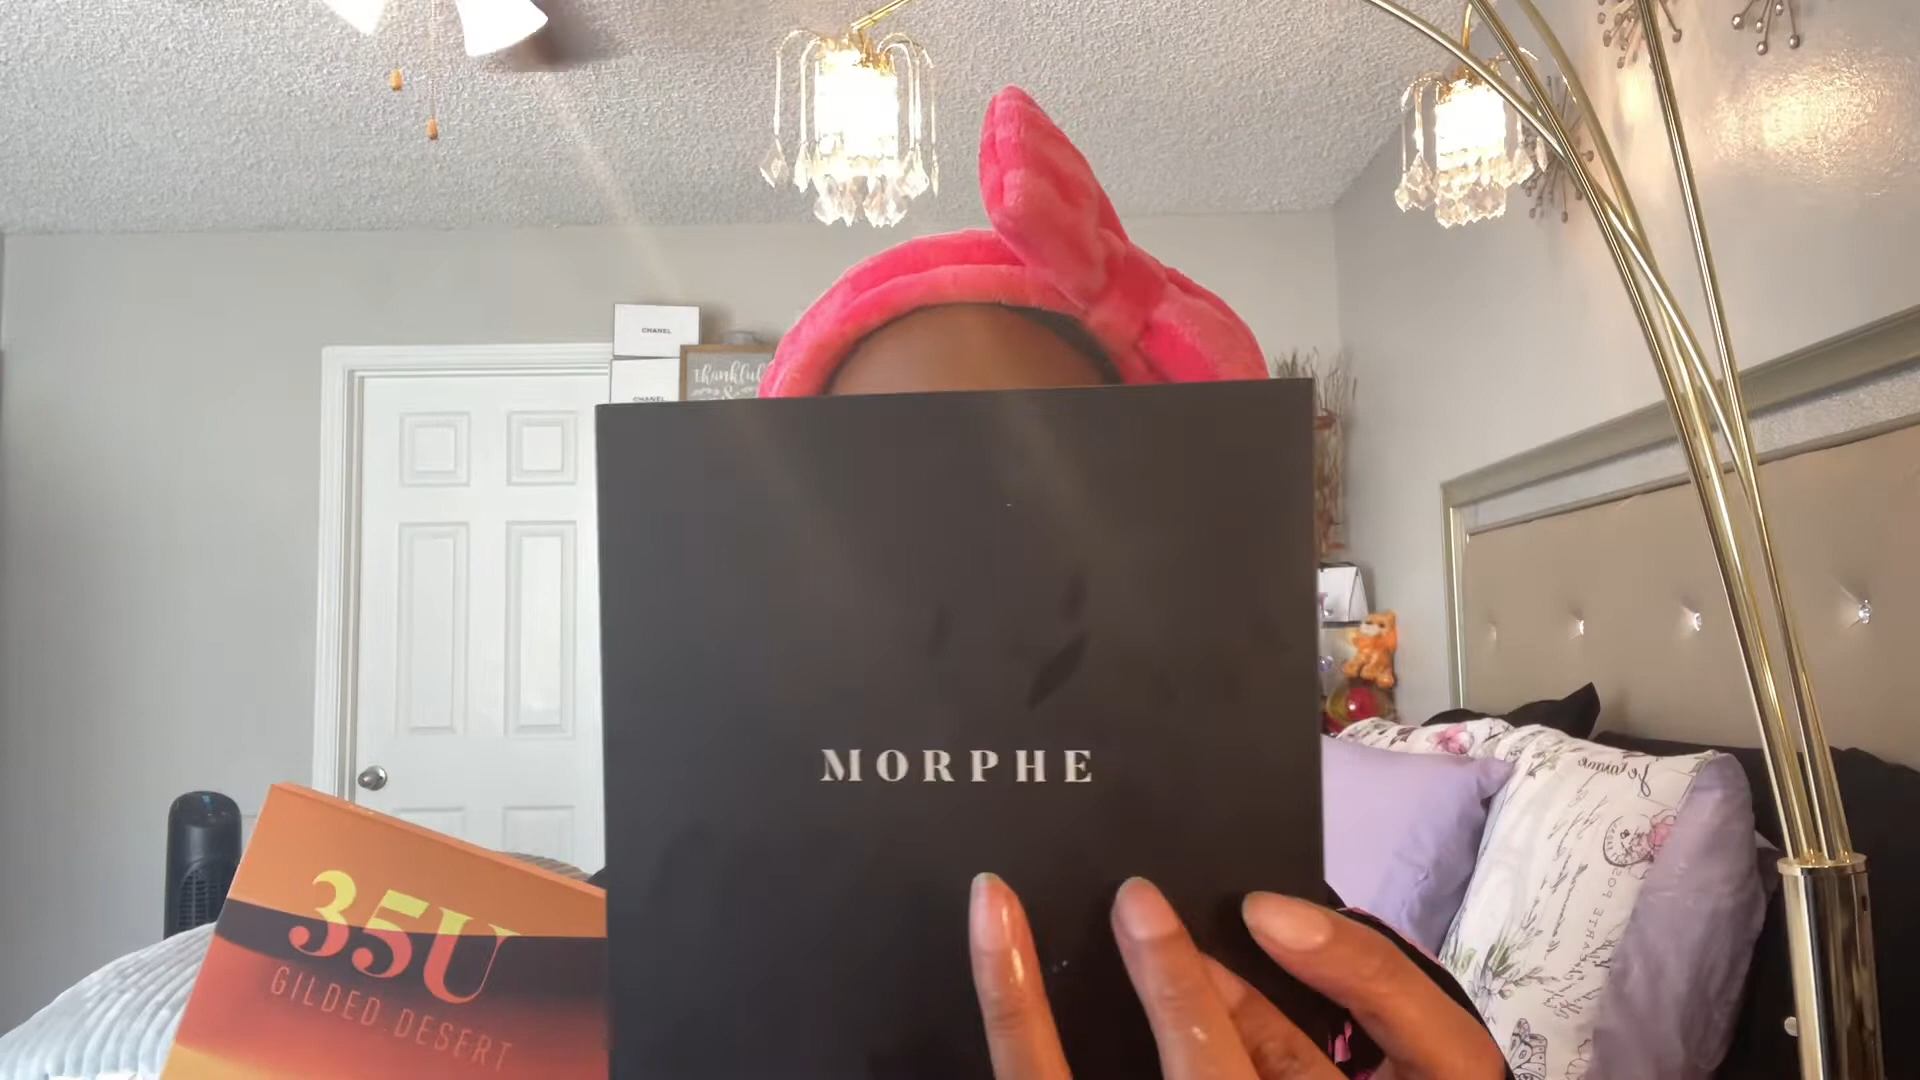 CHANEL
CHANEL
thankful
&
MORPHE
35U
GILDED.DESERT